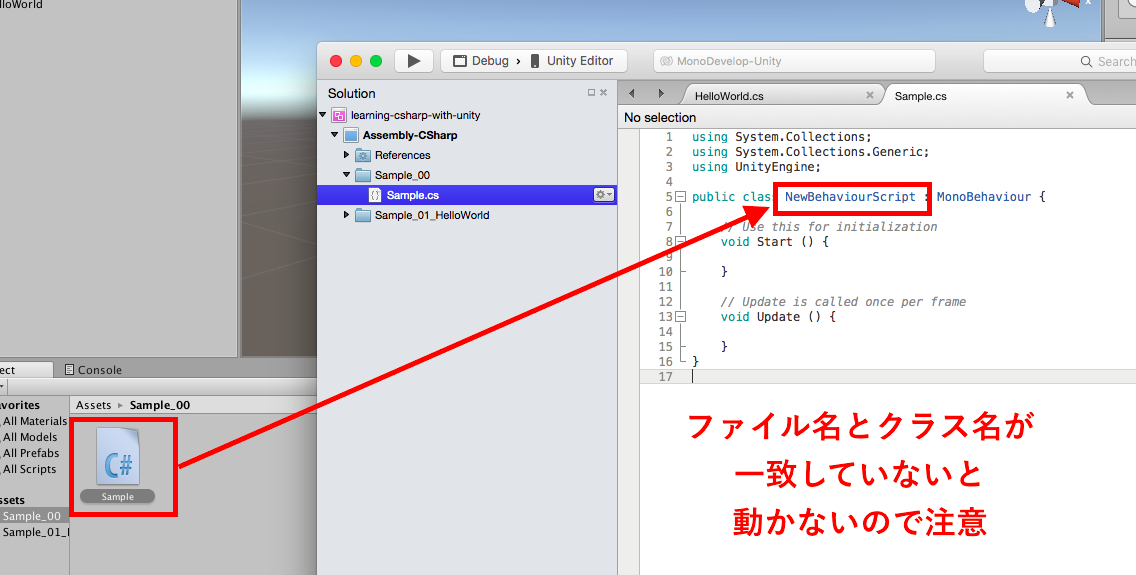 lloWorld
Debug › Unity Editor
MonoDevelop-Unity
Search
Solution
learning-csharp-with-unity
Assembly-CSharp
References
Sample_00
Sample.cs
Sample_01_HelloWorld
HelloWorld.cs
Sample.cs
No selection
1 using System.Collections;
2 using System.Collections.Generic;
3 using UnityEngine;
4
5 public clas NewBehaviourScript : MonoBehaviour {
6
7 // Use this for initialization
8 void Start () {
9
10 }
11
12 // Update is called once per frame
13 void Update () {
14
15 }
16 }
17
ect
Console
avorites
All Materials
All Models
All Prefabs
All Scripts
ssets
Sample_00
Sample_01_
Assets ▸ Sample_00
C#
Sample
ファイル名とクラス名が
一致していないと
動かないので注意